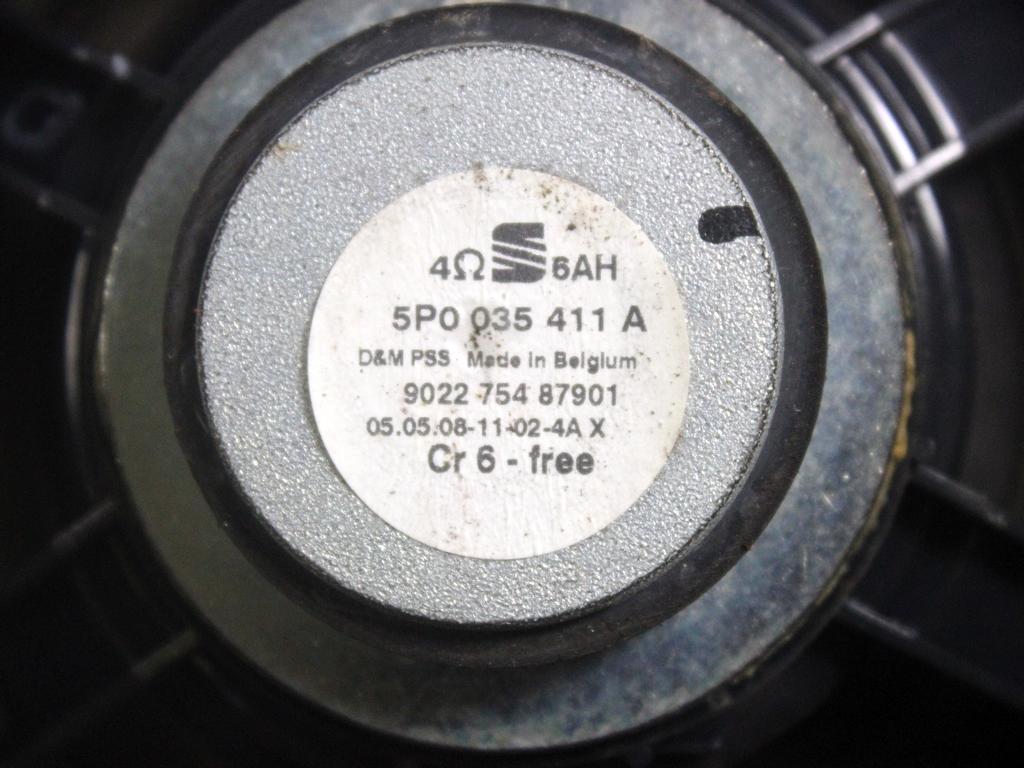 4Ω S 6AH
5P0 035 411 A
D&M PSS Made in Belgium
9022 754 87901
05.05.08-11-02-4A X
Cr 6 - free